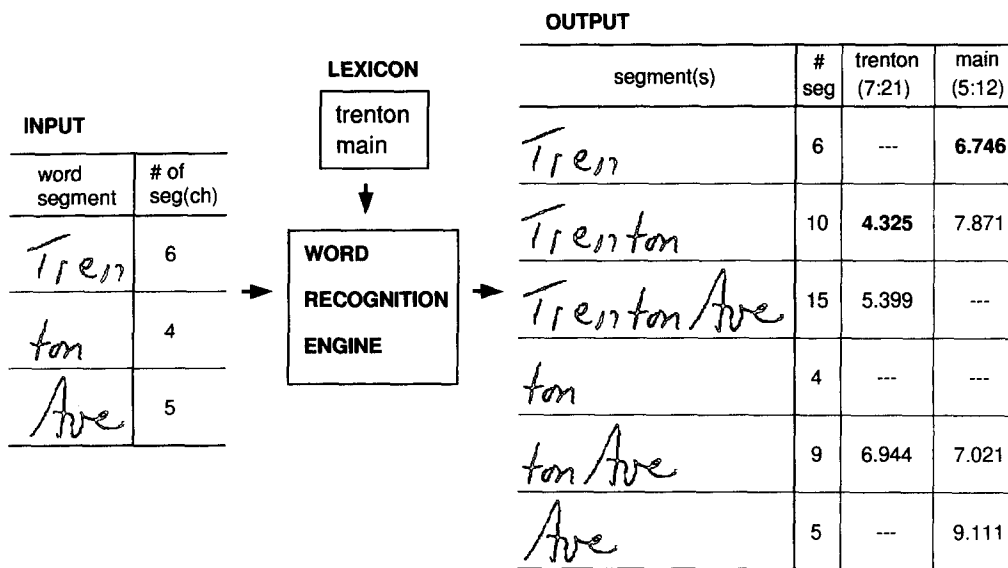 OUTPUT
segment(s) # seg trenton (7:21) main (5:12)
Tren 6 --- 6.746
Trenton 10 4.325 7.871
Trenton Ave 15 5.399 ---
ton 4 --- ---
ton Ave 9 6.944 7.021
Ave 5 --- 9.111
LEXICON
trenton
main
INPUT
word segment # of seg(ch)
Tren 6
ton 4
Ave 5
WORD
RECOGNITION
ENGINE